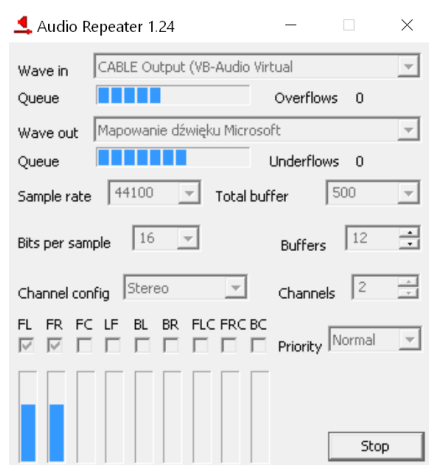 Audio Repeater 1.24
Wave in CABLE Output (VB-Audio Virtual
Queue Overflows 0
Wave out Mapowanie dźwięku Microsoft
Queue Underflows 0
Sample rate 44100 Total buffer 500
Bits per sample 16 Buffers 12
Channel config Stereo Channels 2
FL FR FC LF BL BR FLC FRC BC
Priority Normal
Stop